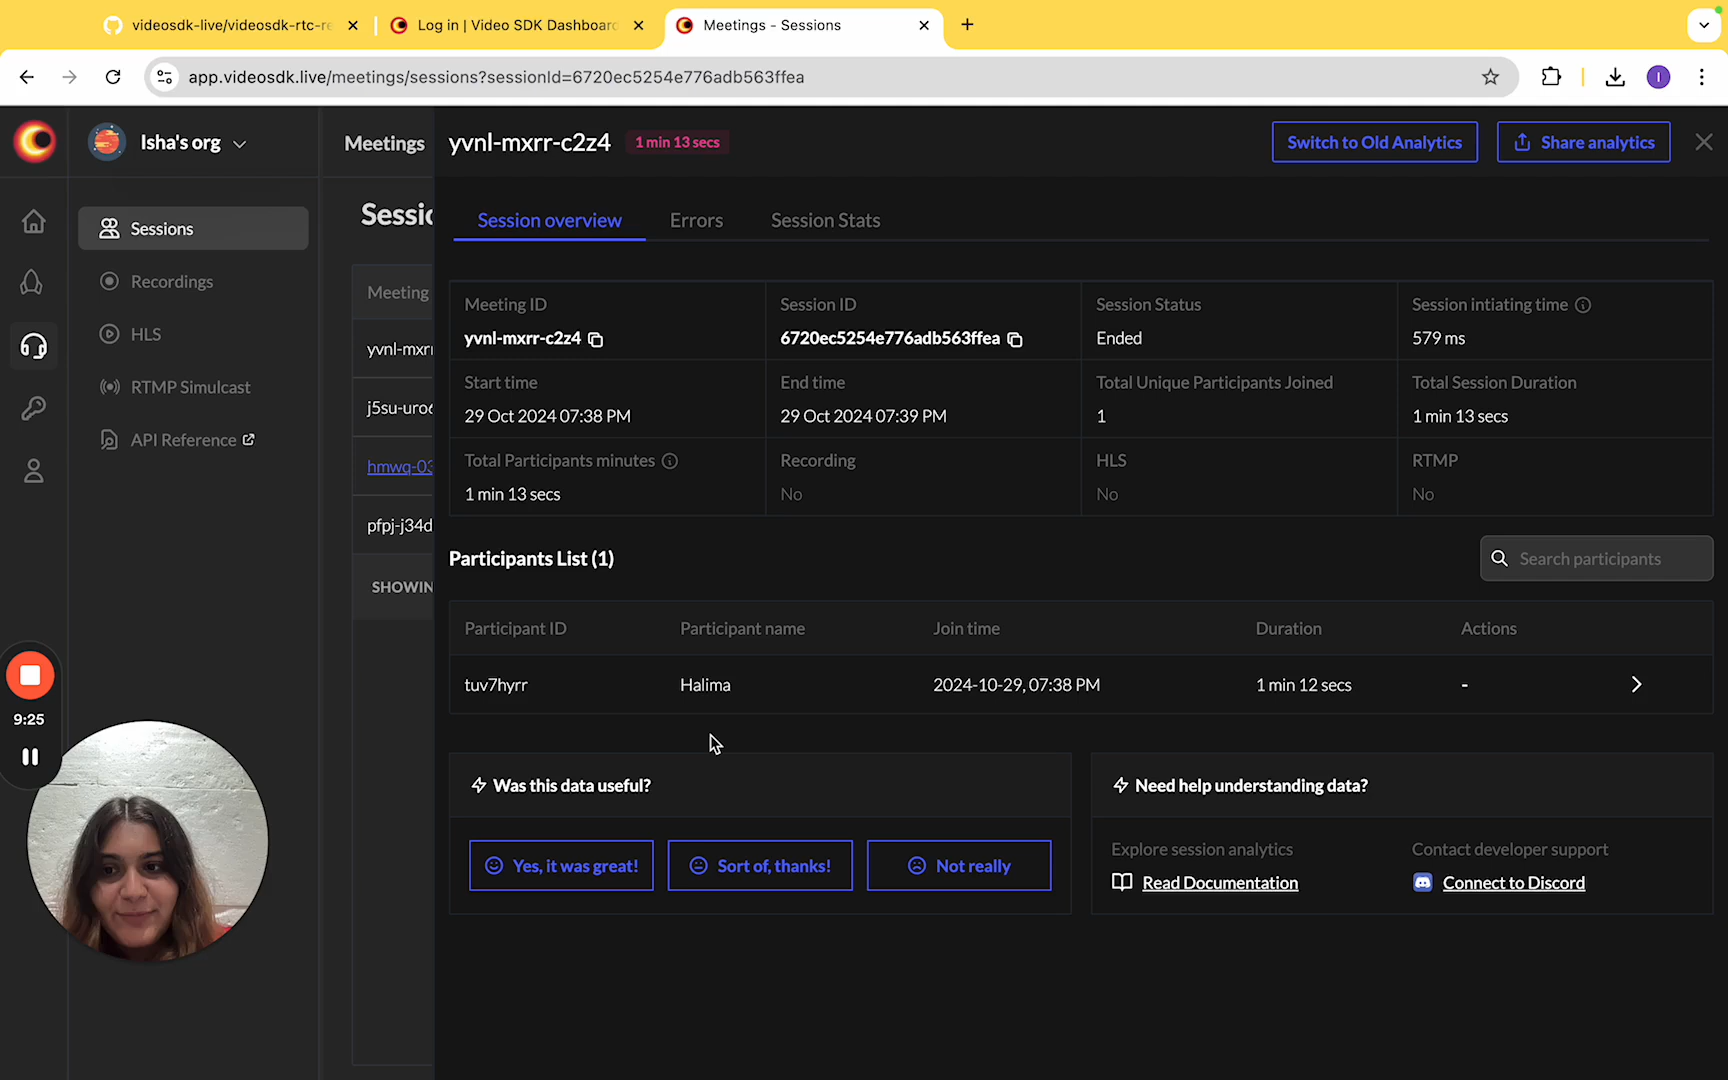 videosdk-live/videosdk-rtc-re
Log in | Video SDK Dashboard
Meetings - Sessions
app.videosdk.live/meetings/sessions?sessionId=6720ec5254e776adb563ffea
I
Isha's org
Meetings
yvnl-mxrr-c2z4
1 min 13 secs
Switch to Old Analytics
Share analytics
Sessions
Recordings
HLS
RTMP Simulcast
API Reference
Sessio
Meeting
yvnl-mxrr
j5su-uro6
hmwq-03
pfpj-j34d
SHOWIN
Session overview
Errors
Session Stats
Meeting ID
yvnl-mxrr-c2z4
Session ID
6720ec5254e776adb563ffea
Session Status
Ended
Session intiating time
579 ms
Start time
29 Oct 2024 07:38 PM
End time
29 Oct 2024 07:39 PM
Total Unique Participants Joined
1
Total Session Duration
1 min 13 secs
Total Participants minutes
1 min 13 secs
Recording
No
HLS
No
RTMP
No
Participants List (1)
Search participants
Participant ID
Participant name
Join time
Duration
Actions
tuv7hyrr
Halima
2024-10-29, 07:38 PM
1 min 12 secs
-
Was this data useful?
Yes, it was great!
Sort of, thanks!
Not really
Need help understanding data?
Explore session analytics
Read Documentation
Contact developer support
Connect to Discord
9:25